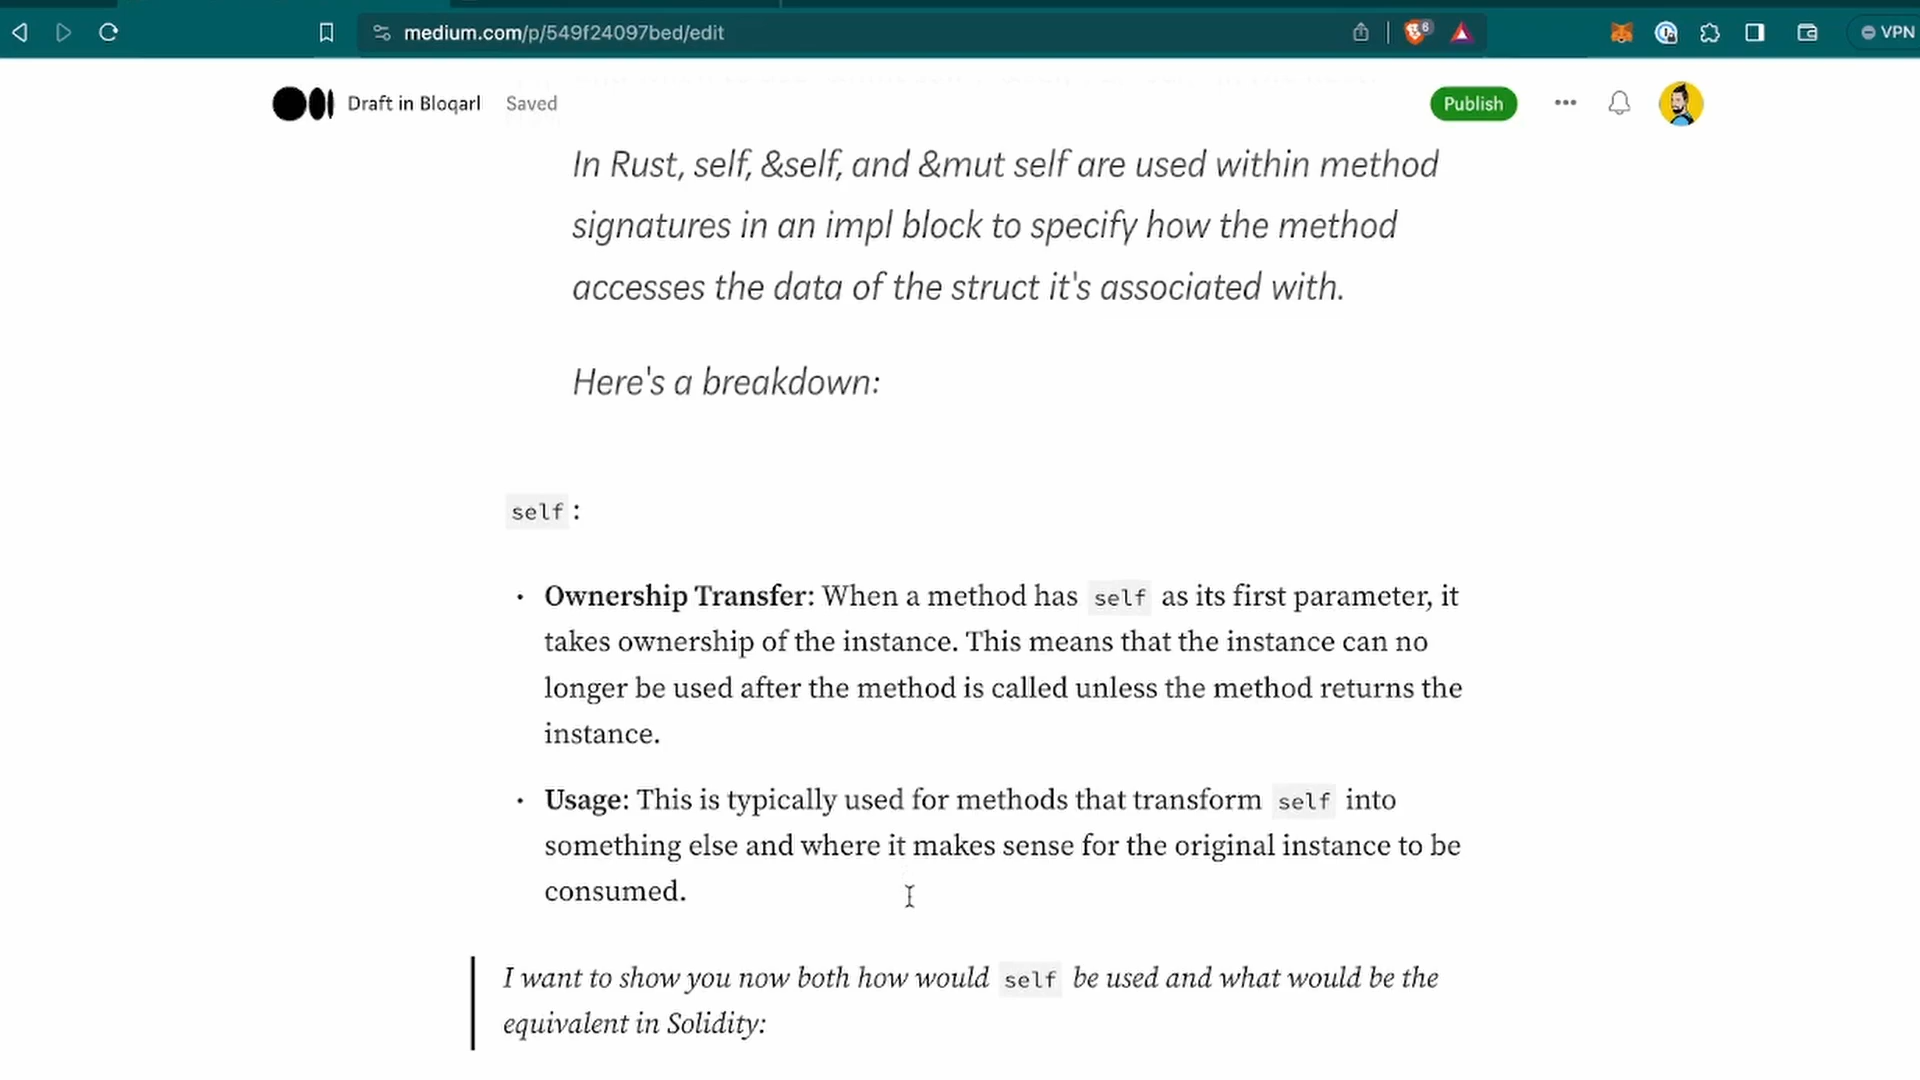 medium.com/p/549f24097bed/edit
6
VPN
Draft in Bloqarl
Saved
Publish
In Rust, self, &self, and &mut self are used within method
signatures in an impl block to specify how the method
accesses the data of the struct it's associated with.
Here's a breakdown:
self:
• Ownership Transfer: When a method has self as its first parameter, it
takes ownership of the instance. This means that the instance can no
longer be used after the method is called unless the method returns the
instance.
• Usage: This is typically used for methods that transform self into
something else and where it makes sense for the original instance to be
consumed.
I want to show you now both how would self be used and what would be the
equivalent in Solidity: